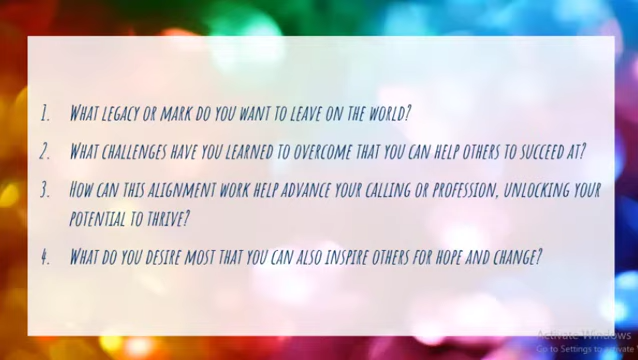 1. What legacy or mark do you want to leave on the world?
2. What challenges have you learned to overcome that you can help others to succeed at?
3. How can this alignment work help advance your calling or profession, unlocking your
potential to thrive?
4. What do you desire most that you can also inspire others for hope and change?
Activate Windows
Go to Settings to activate